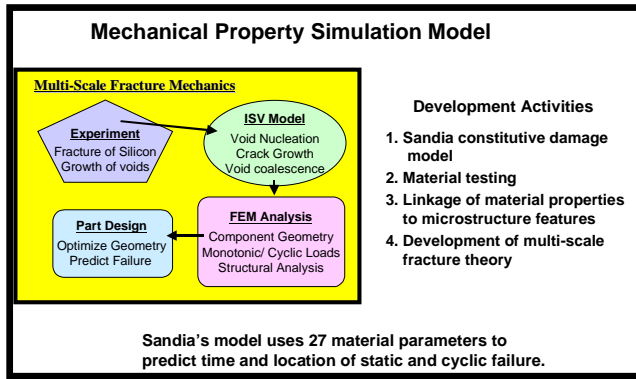 Mechanical Property Simulation Model
Multi-Scale Fracture Mechanics
Experiment
Fracture of Silicon
Growth of voids
ISV Model
Void Nucleation
Crack Growth
Void coalescence
Part Design
Optimize Geometry
Predict Failure
FEM Analysis
Component Geometry
Monotonic/ Cyclic Loads
Structural Analysis
Development Activities
1. Sandia constitutive damage
model
2. Material testing
3. Linkage of material properties
to microstructure features
4. Development of multi-scale
fracture theory
Sandia's model uses 27 material parameters to
predict time and location of static and cyclic failure.